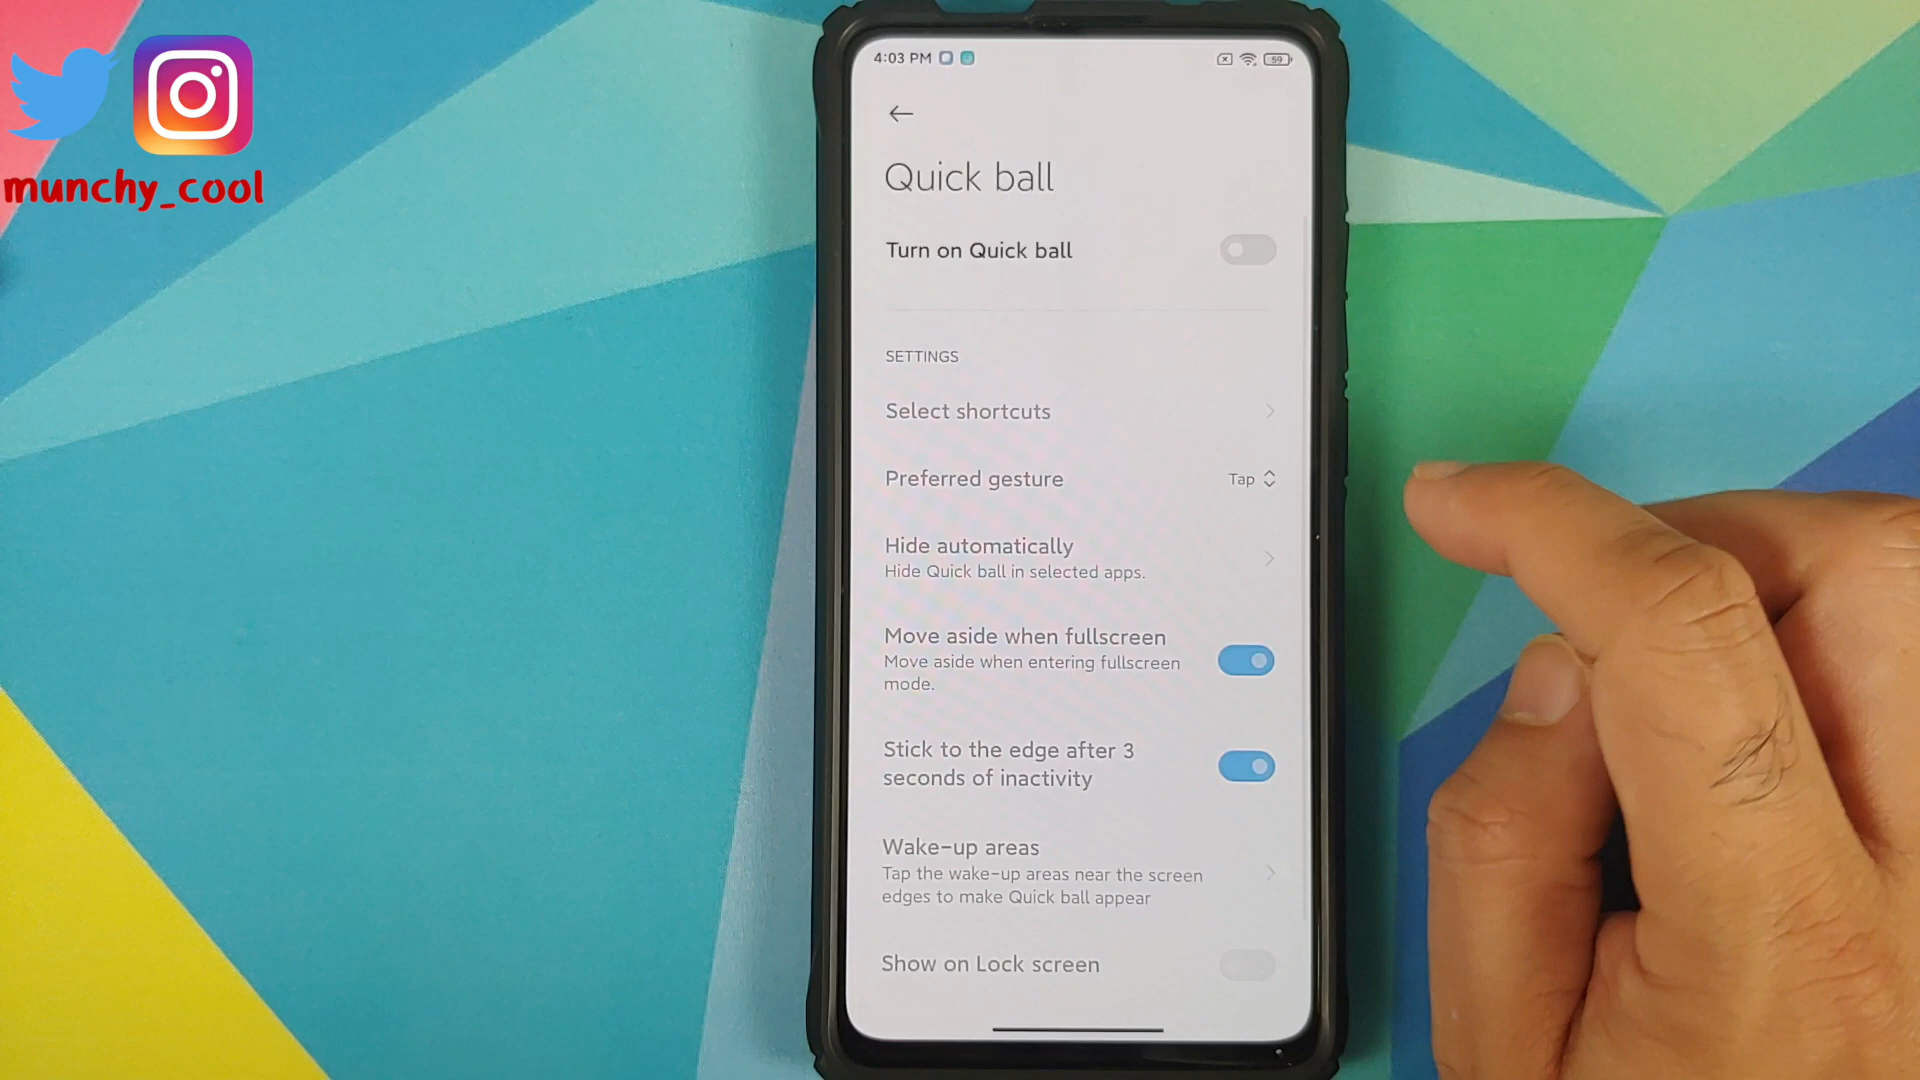 munchy_cool
4:03 PM
59
Quick ball
Turn on Quick ball
SETTINGS
Select shortcuts
Preferred gesture
Tap
Hide automatically
Hide Quick ball in selected apps.
Move aside when fullscreen
Move aside when entering fullscreen
mode.
Stick to the edge after 3
seconds of inactivity
Wake-up areas
Tap the wake-up areas near the screen
edges to make Quick ball appear
Show on Lock screen